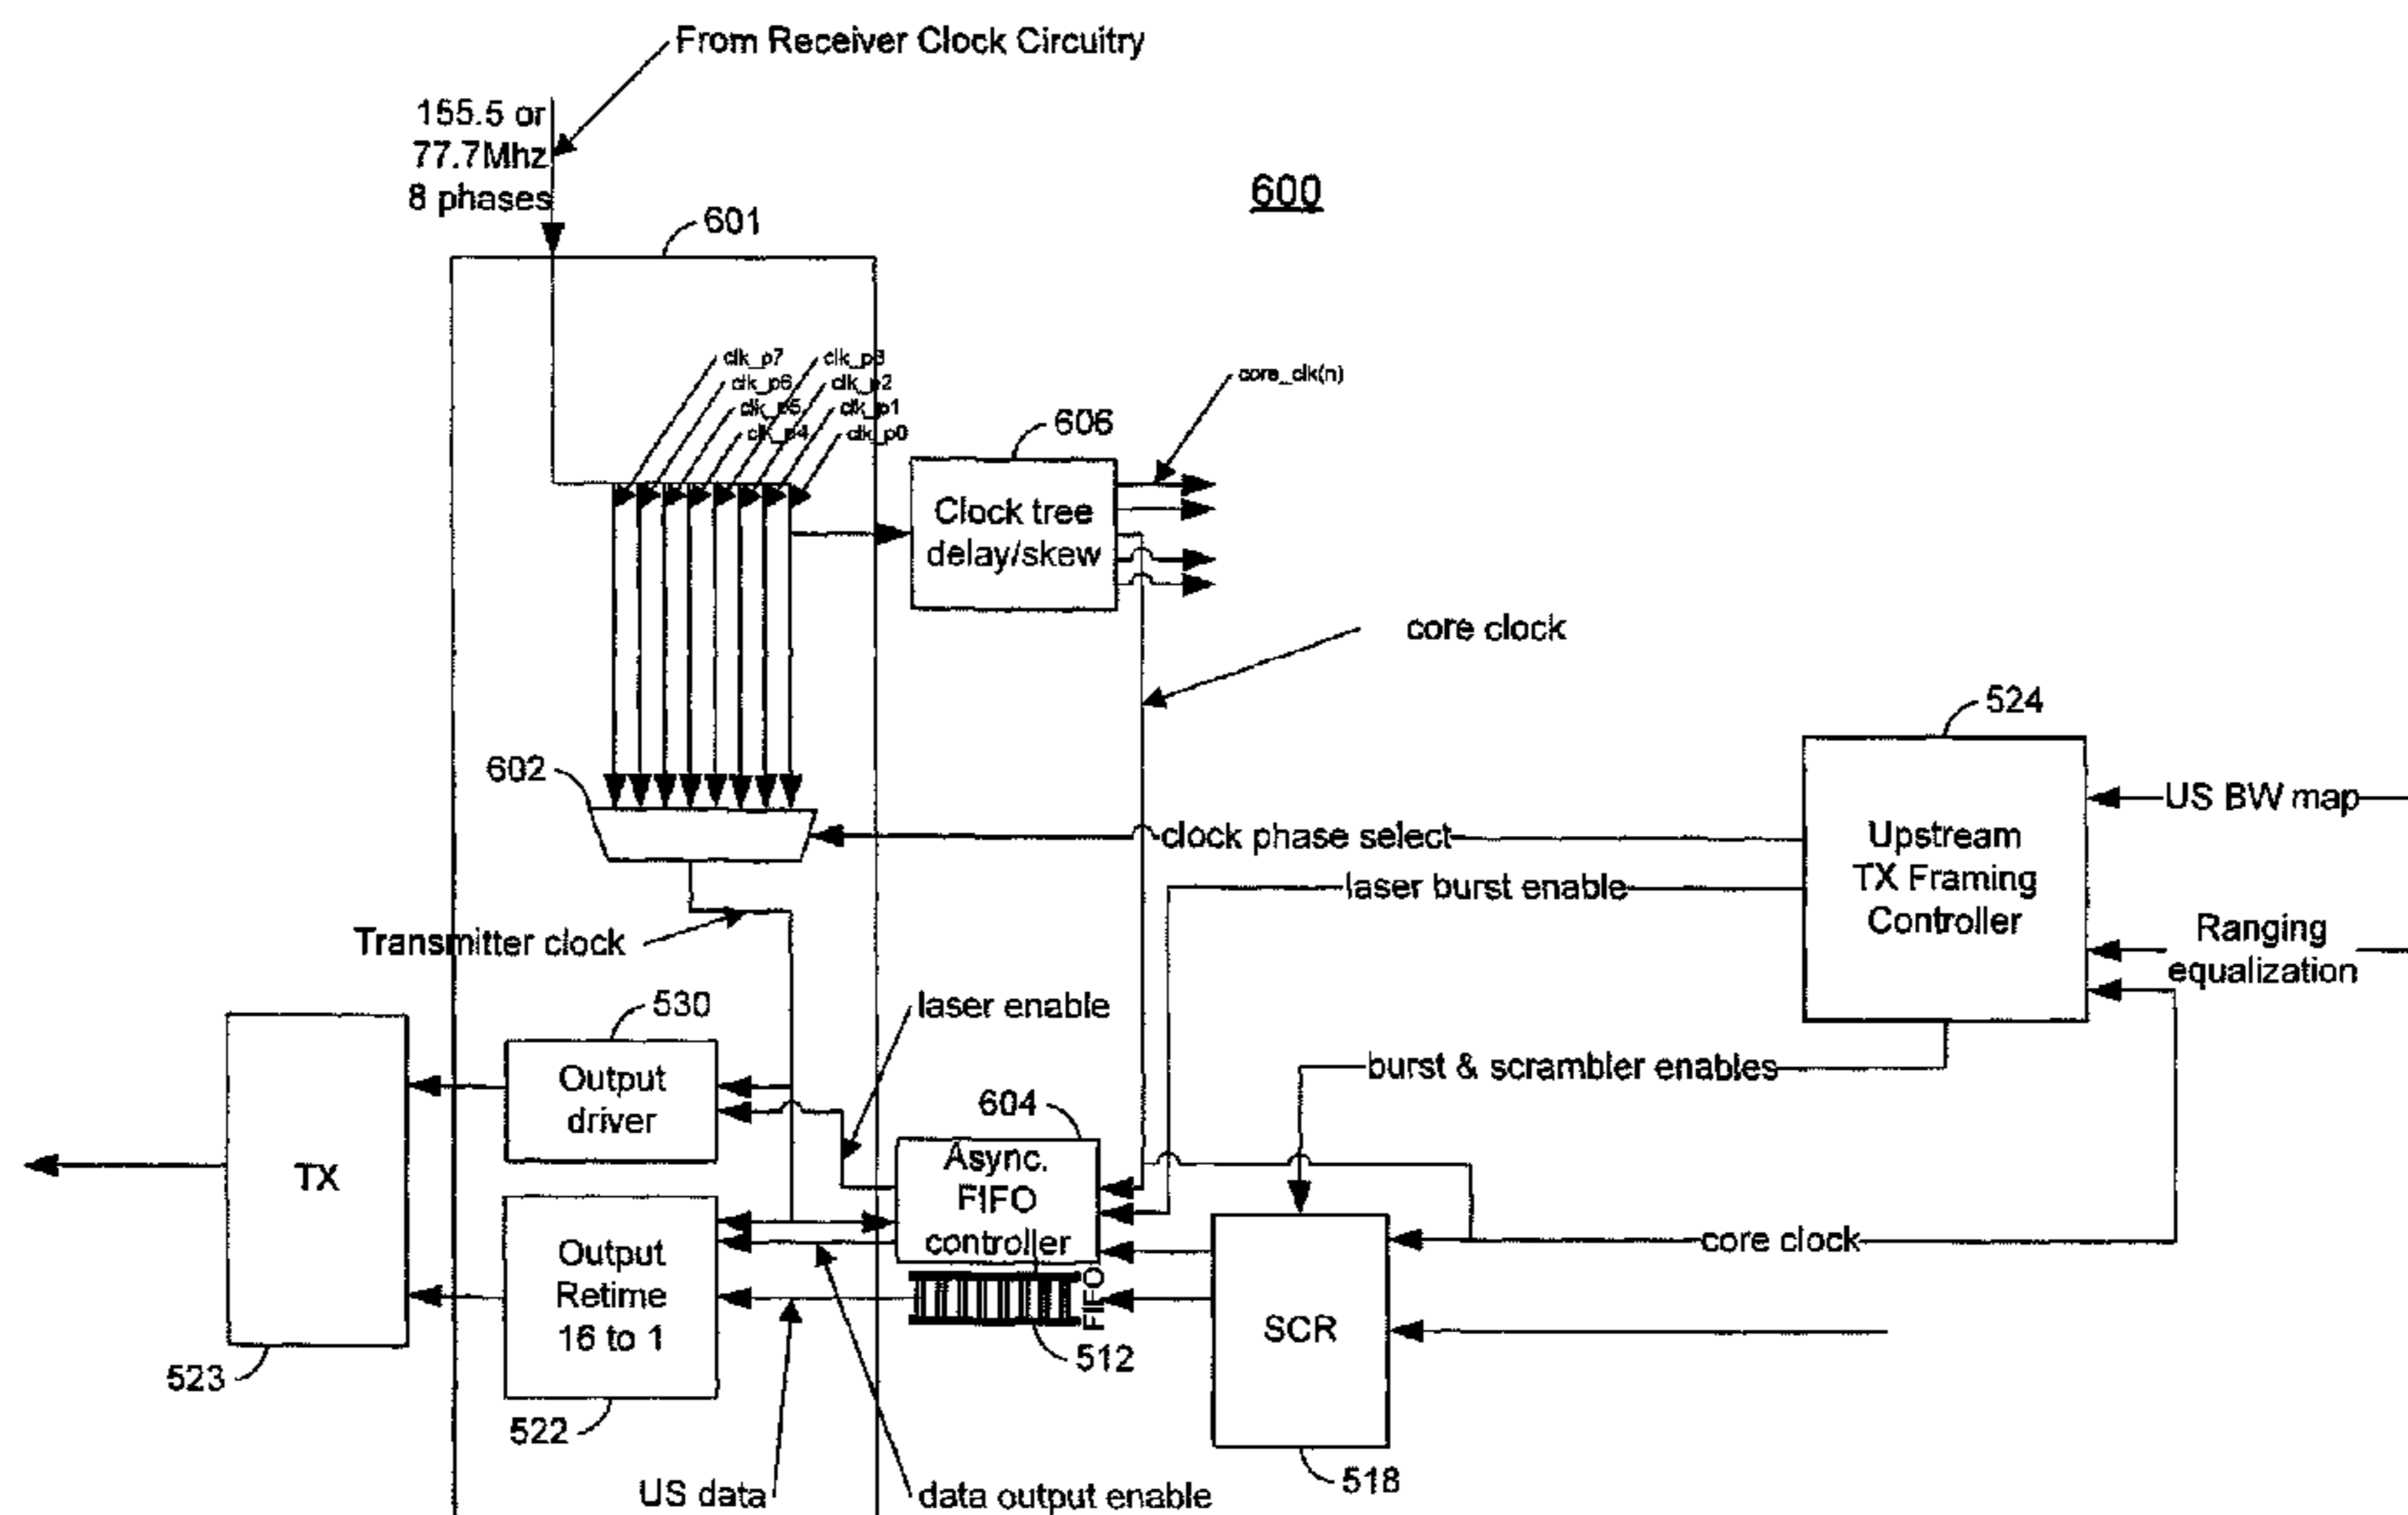 From Receiver Clock Circuitry
155.5 or
77.7Mhz
8 phases
600
601
clk_p7
clk_p3
clk_p6
clk_p2
clk_p5
clk_p1
clk_p4
clk_p0
core_clk(n)
606
Clock tree
delay/skew
core clock
524
602
US BW map
clock phase select
Upstream
TX Framing
Controller
laser burst enable
Transmitter clock
Ranging
equalization
530
laser enable
Output
driver
burst & scrambler enables
604
Async.
FIFO
controller
TX
core clock
Output
Retime
16 to 1
FIFO
SCR
512
523
522
518
US data
data output enable